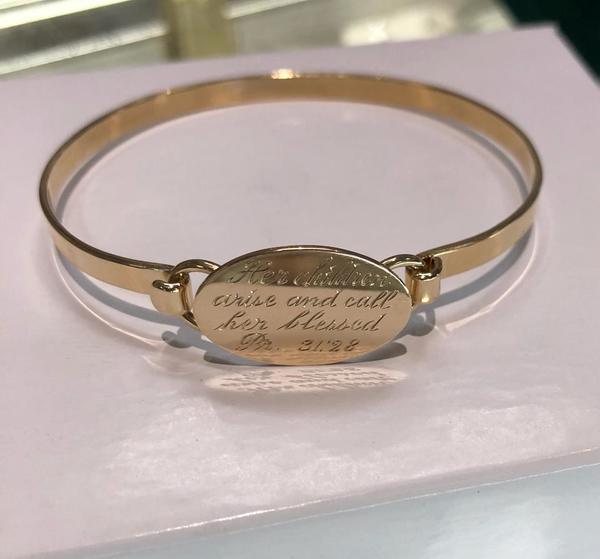 Her children
arise and call
her blessed
Pr. 31:28